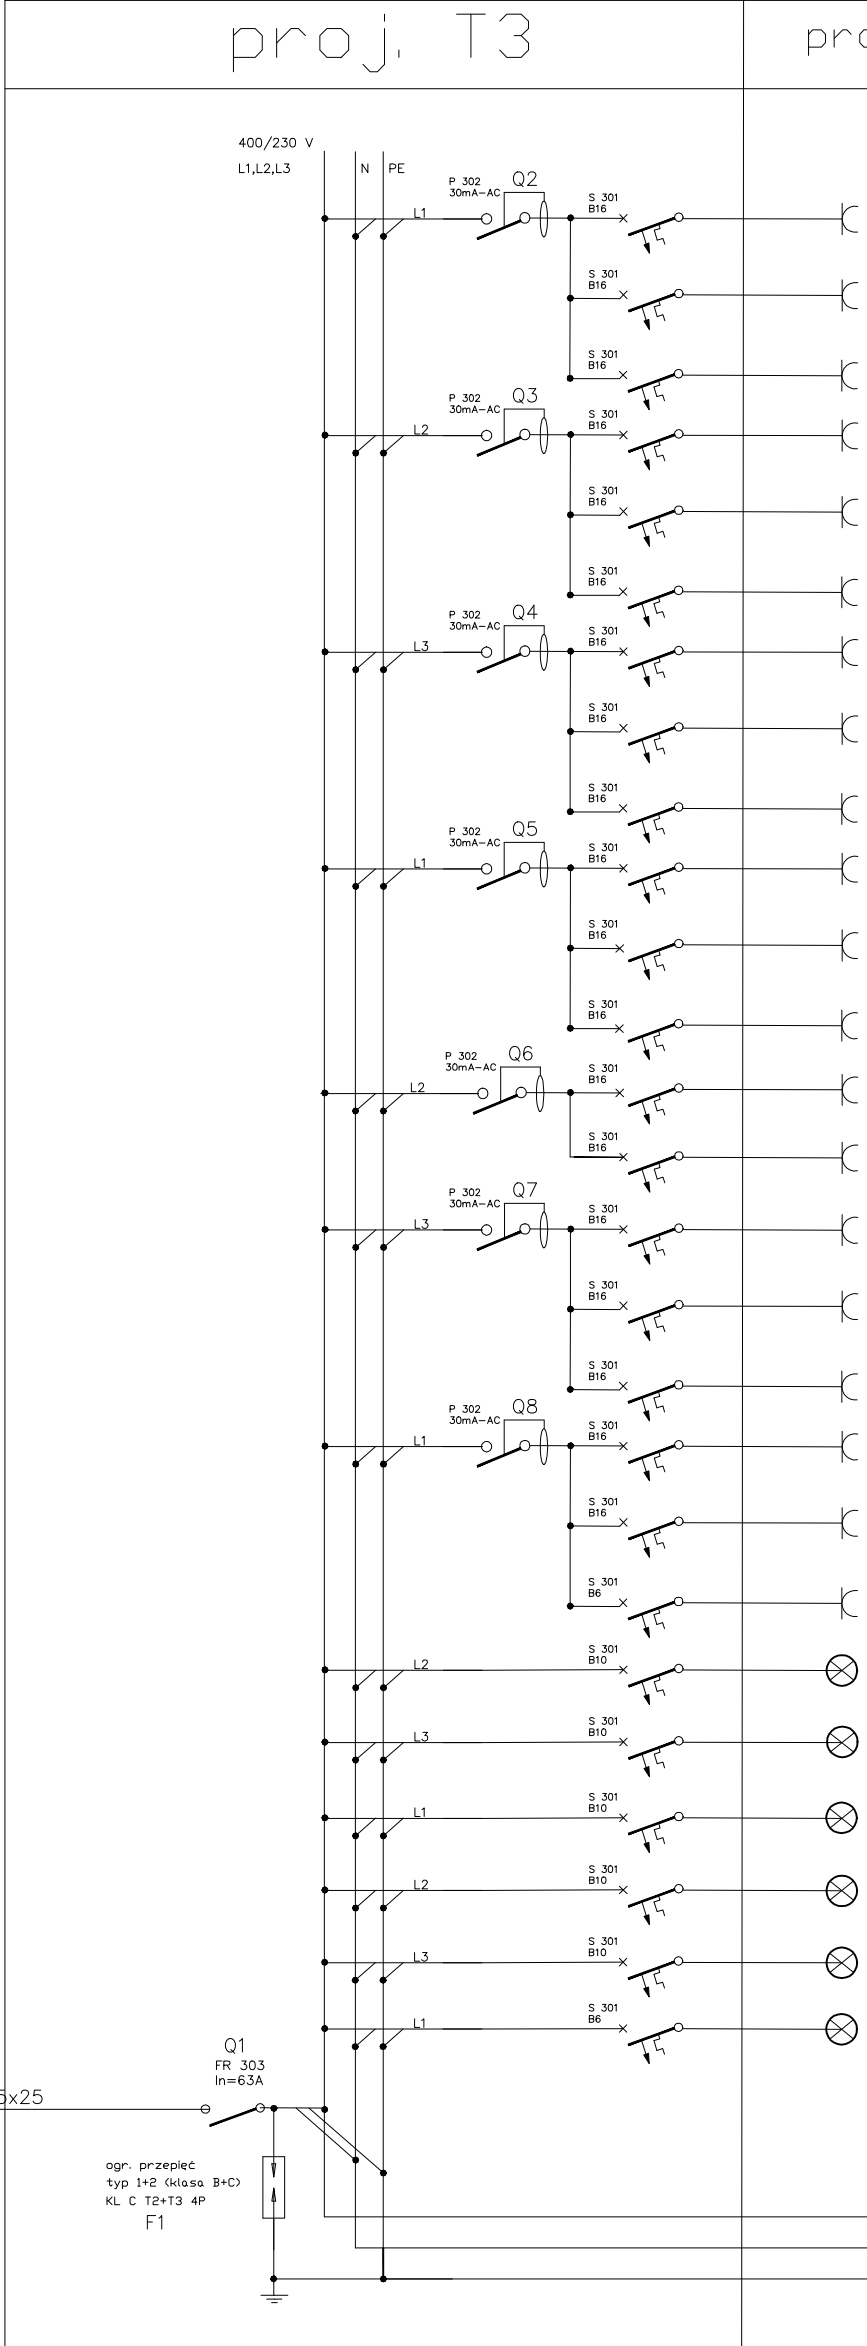 proj. T3
pro
400/230 V
L1,L2,L3
N
PE
P 302
30mA-AC
Q2
L1
S 301
B16
S 301
B16
S 301
B16
P 302
30mA-AC
Q3
L2
S 301
B16
S 301
B16
S 301
B16
P 302
30mA-AC
Q4
L3
S 301
B16
S 301
B16
S 301
B16
P 302
30mA-AC
Q5
L1
S 301
B16
S 301
B16
S 301
B16
P 302
30mA-AC
Q6
L2
S 301
B16
S 301
B16
P 302
30mA-AC
Q7
L3
S 301
B16
S 301
B16
S 301
B16
P 302
30mA-AC
Q8
L1
S 301
B16
S 301
B16
S 301
B6
L2
S 301
B10
L3
S 301
B10
L1
S 301
B10
L2
S 301
B10
L3
S 301
B10
L1
S 301
B6
Q1
FR 303
In=63A
5x25
ogr. przepięć
typ 1+2 (klasa B+C)
KL C T2+T3 4P
F1